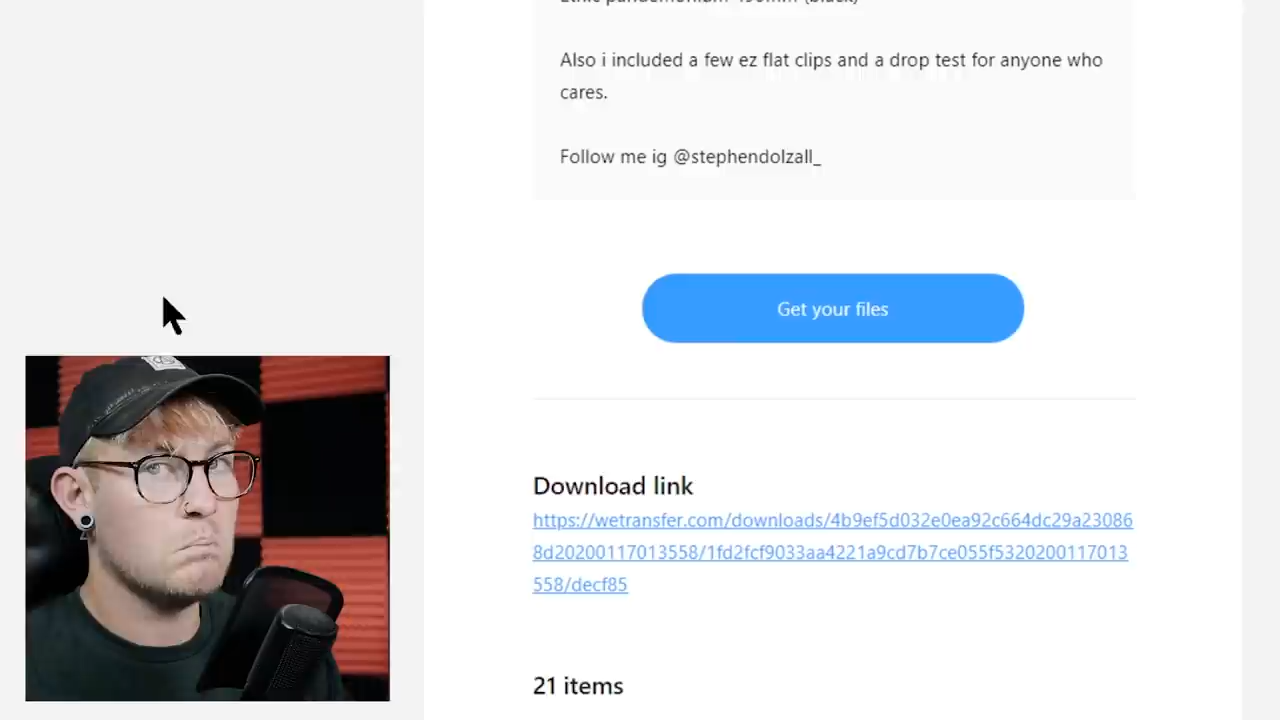 Also i included a few ez flat clips and a drop test for anyone who
cares.
Follow me ig @stephendolzall_
Get your files
Download link
https://wetransfer.com/downloads/4b9ef5d032e0ea92c664dc29a23086
8d20200117013558/1fd2fcf9033aa4221a9cd7b7ce055f5320200117013
558/decf85
21 items